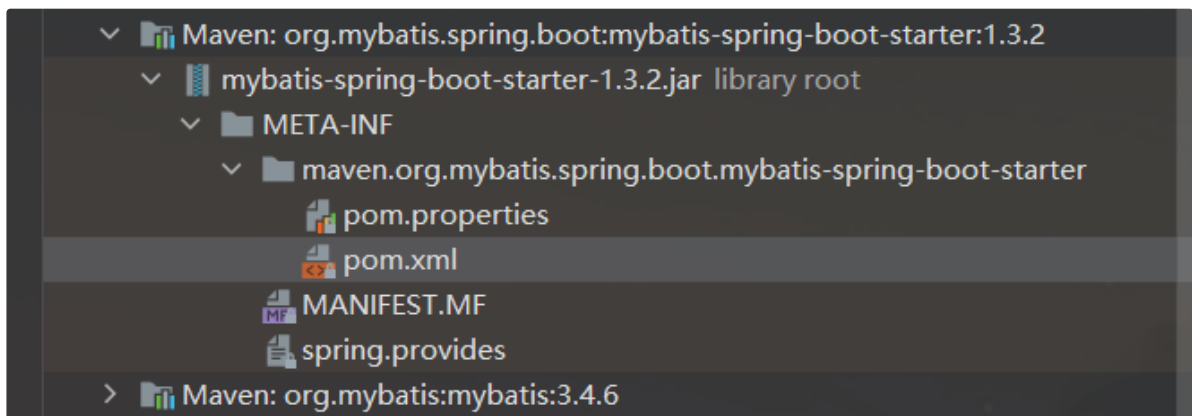 Maven: org.mybatis.spring.boot:mybatis-spring-boot-starter:1.3.2
mybatis-spring-boot-starter-1.3.2.jar library root
META-INF
maven.org.mybatis.spring.boot.mybatis-spring-boot-starter
pom.properties
pom.xml
MF MANIFEST.MF
spring.provides
Maven: org.mybatis:mybatis:3.4.6